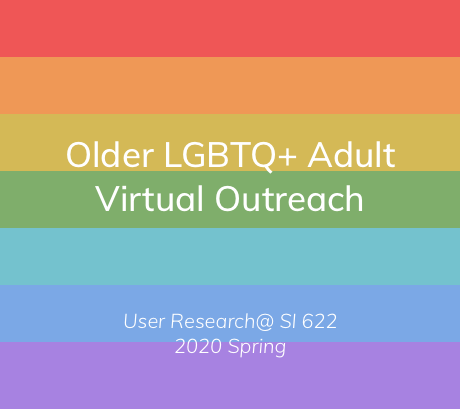 Older LGBTQ+ Adult
Virtual Outreach
User Research@ SI 622
2020 Spring